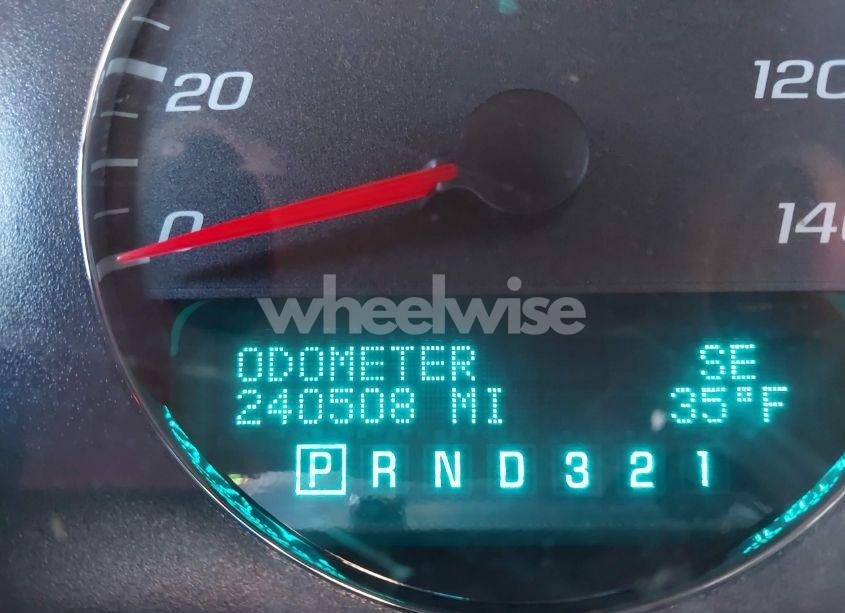 20
120
0
140
wheelwise
ODOMETER SE
240508 MI 35°F
P R N D 3 2 1